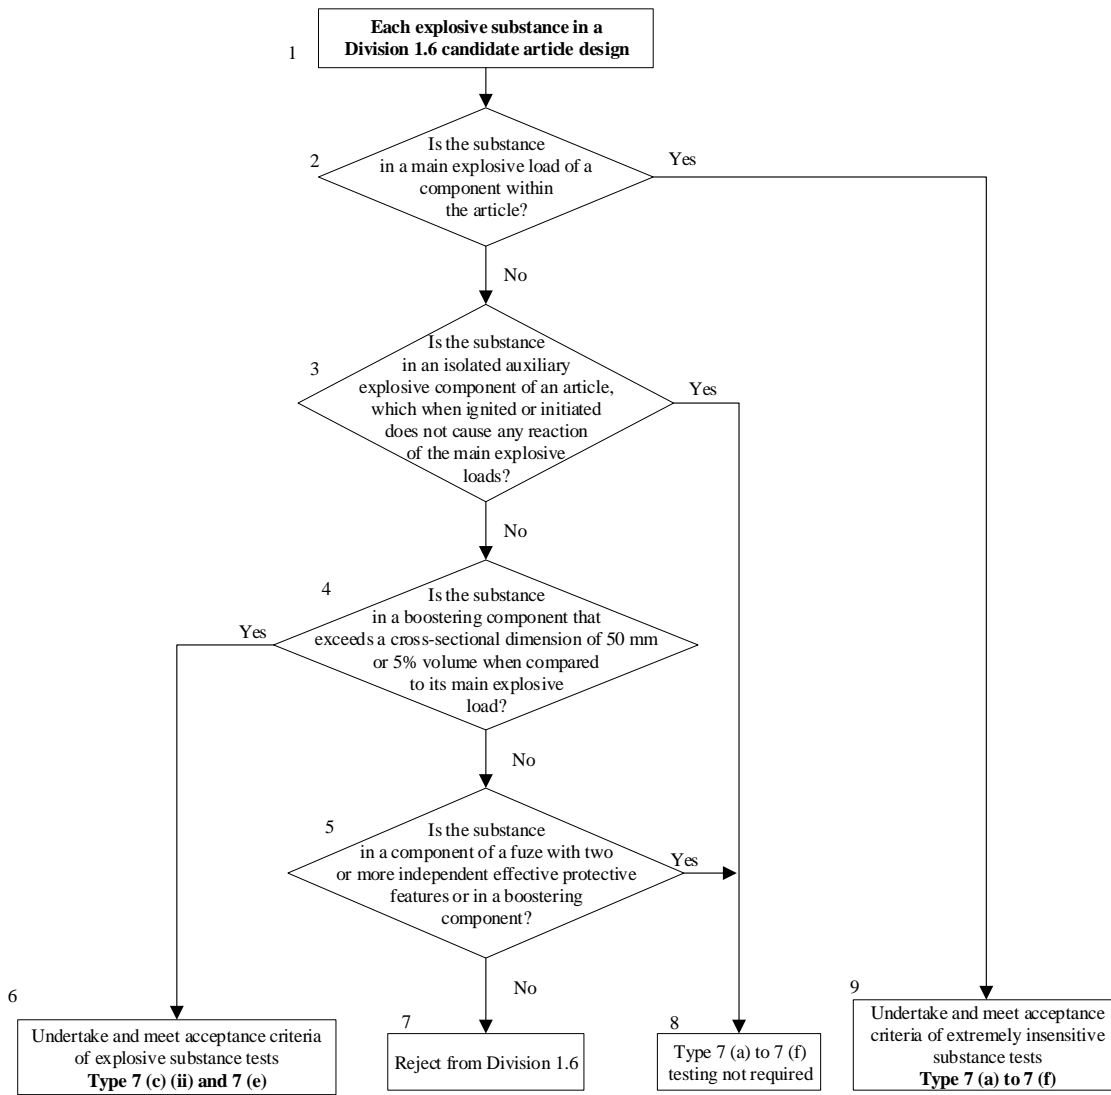 Each explosive substance in a
Division 1.6 candidate article design
1
Is the substance
in a main explosive load of a
component within
the article?
2
Yes
No
Is the substance
in an isolated auxiliary
explosive component of an article,
which when ignited or initiated
does not cause any reaction
of the main explosive
loads?
3
Yes
No
Is the substance
in a boostering component that
exceeds a cross-sectional dimension of 50 mm
or 5% volume when compared
to its main explosive
load?
4
Yes
No
Is the substance
in a component of a fuze with two
or more independent effective protective
features or in a boostering
component?
5
Yes
No
6
Undertake and meet acceptance criteria
of explosive substance tests
Type 7 (c) (ii) and 7 (e)
7
Reject from Division 1.6
8
Type 7 (a) to 7 (f)
testing not required
9
Undertake and meet acceptance
criteria of extremely insensitive
substance tests
Type 7 (a) to 7 (f)